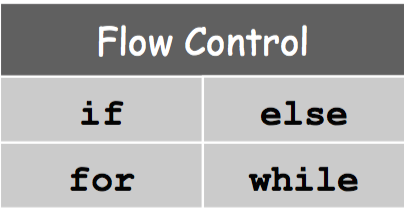 Flow Control
if else
for while